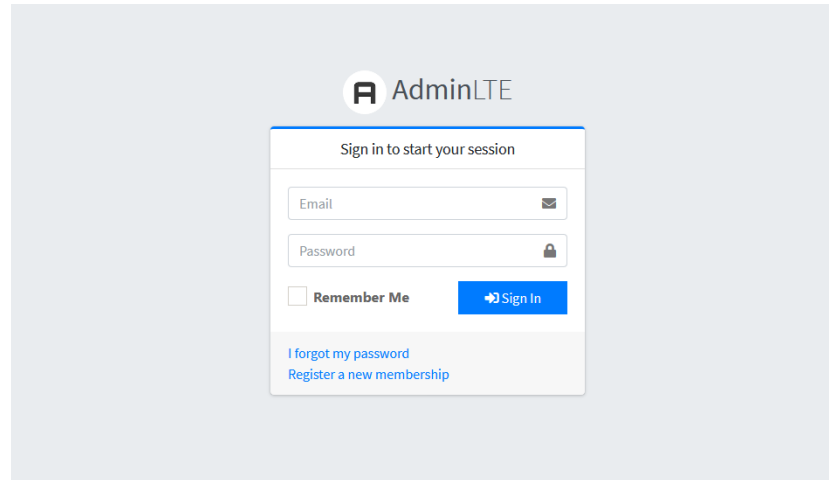 AdminLTE
Sign in to start your session
Email
Password
Remember Me
Sign In
I forgot my password
Register a new membership